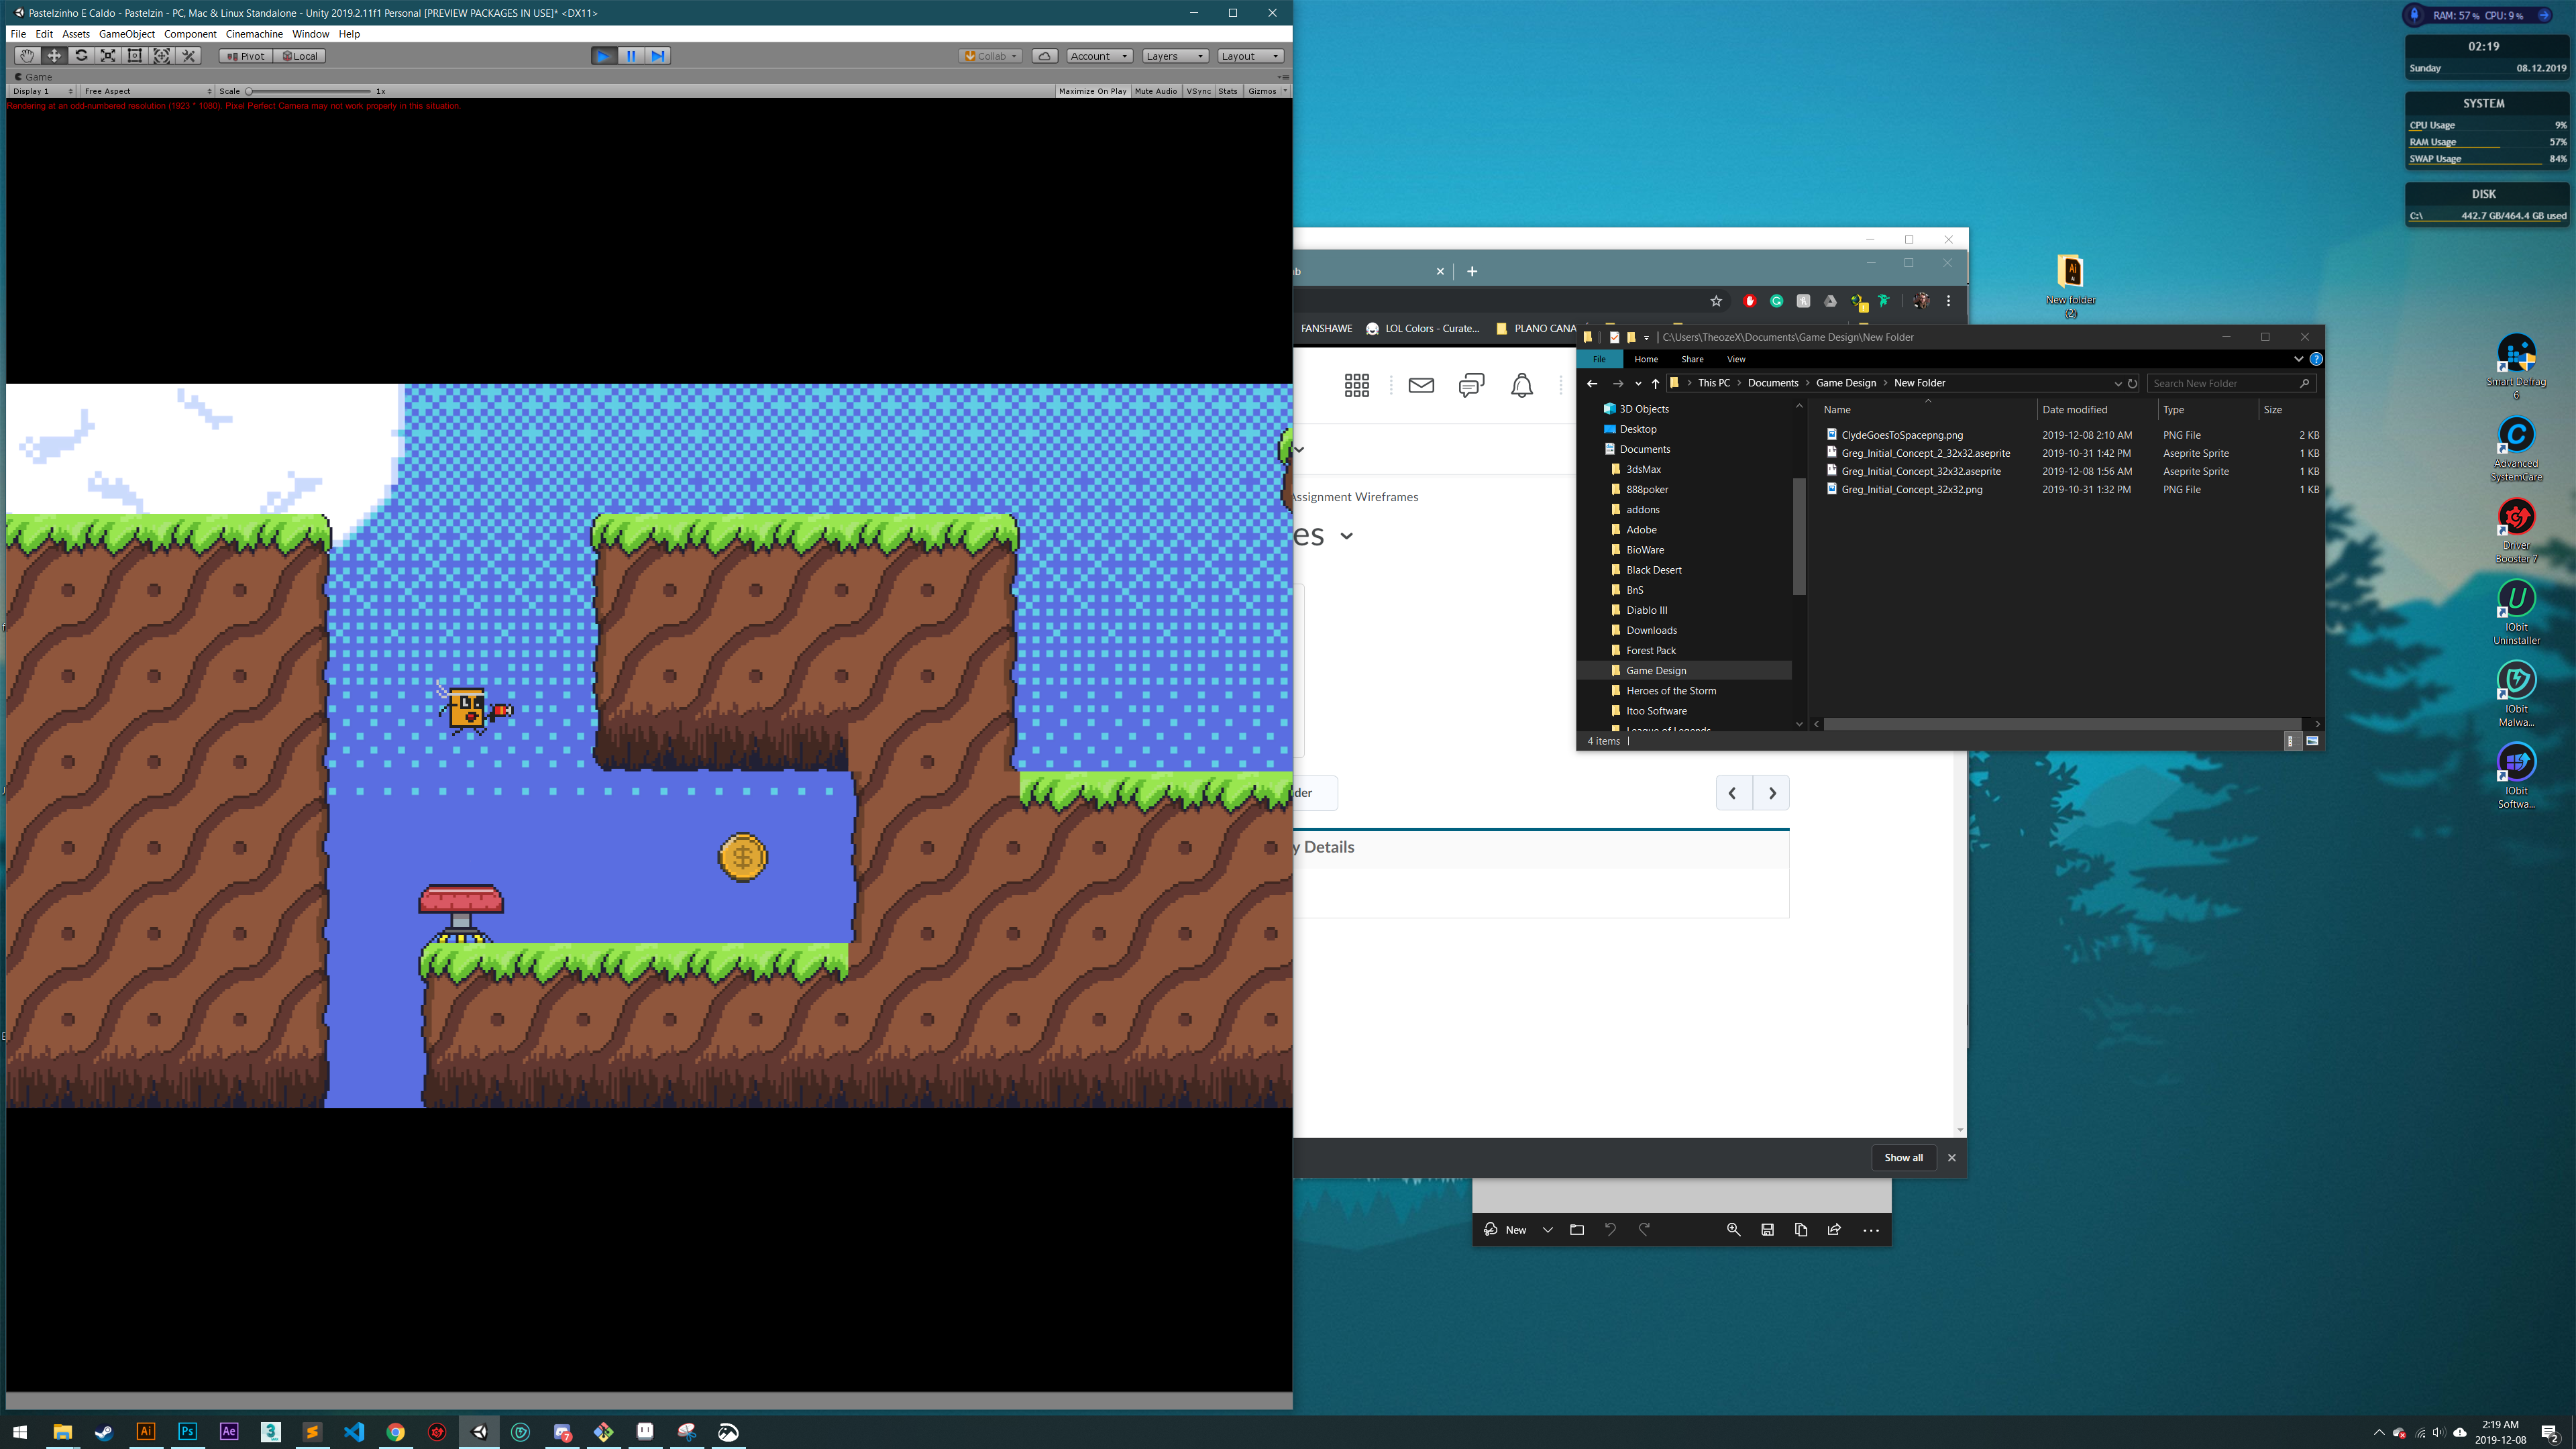 Pastelzinho E Caldo - Pastelzin - PC, Mac & Linux Standalone - Unity 2019.2.11f1 Personal [PREVIEW PACKAGES IN USE]* <DX11>
File Edit Assets GameObject Component Cinemachine Window Help
Pivot Local Collab Account Layers Layout
Game
Display 1 Free Aspect Scale 1x Maximize On Play Mute Audio VSync Stats Gizmos
Rendering at an odd-numbered resolution (1923 * 1080). Pixel Perfect Camera may not work properly in this situation.
$
FANSHAWE LOL Colors - Curate... PLANO CANA
Assignment Wireframes
es
der
y Details
Show all
New
C:\Users\TheozeX\Documents\Game Design\New Folder
File Home Share View
This PC Documents Game Design New Folder Search New Folder
3D Objects
Desktop
Documents
3dsMax
888poker
addons
Adobe
BioWare
Black Desert
BnS
Diablo III
Downloads
Forest Pack
Game Design
Heroes of the Storm
Itoo Software
League of Legends
Name Date modified Type Size
ClydeGoesToSpacepng.png 2019-12-08 2:10 AM PNG File 2 KB
Greg_Initial_Concept_2_32x32.aseprite 2019-10-31 1:42 PM Aseprite Sprite 1 KB
Greg_Initial_Concept_32x32.aseprite 2019-12-08 1:56 AM Aseprite Sprite 1 KB
Greg_Initial_Concept_32x32.png 2019-10-31 1:32 PM PNG File 1 KB
4 items
RAM: 57% CPU: 9%
02:19
Sunday 08.12.2019
SYSTEM
CPU Usage 9%
RAM Usage 57%
SWAP Usage 84%
DISK
C:\ 442.7 GB/464.4 GB used
Ai
New folder
(2)
Smart Defrag
6
Advanced
SystemCare
Driver
Booster 7
IObit
Uninstaller
IObit
Malwa...
IObit
Softwa...
Ai Ps Ae 3
7
2:19 AM
2019-12-08
2